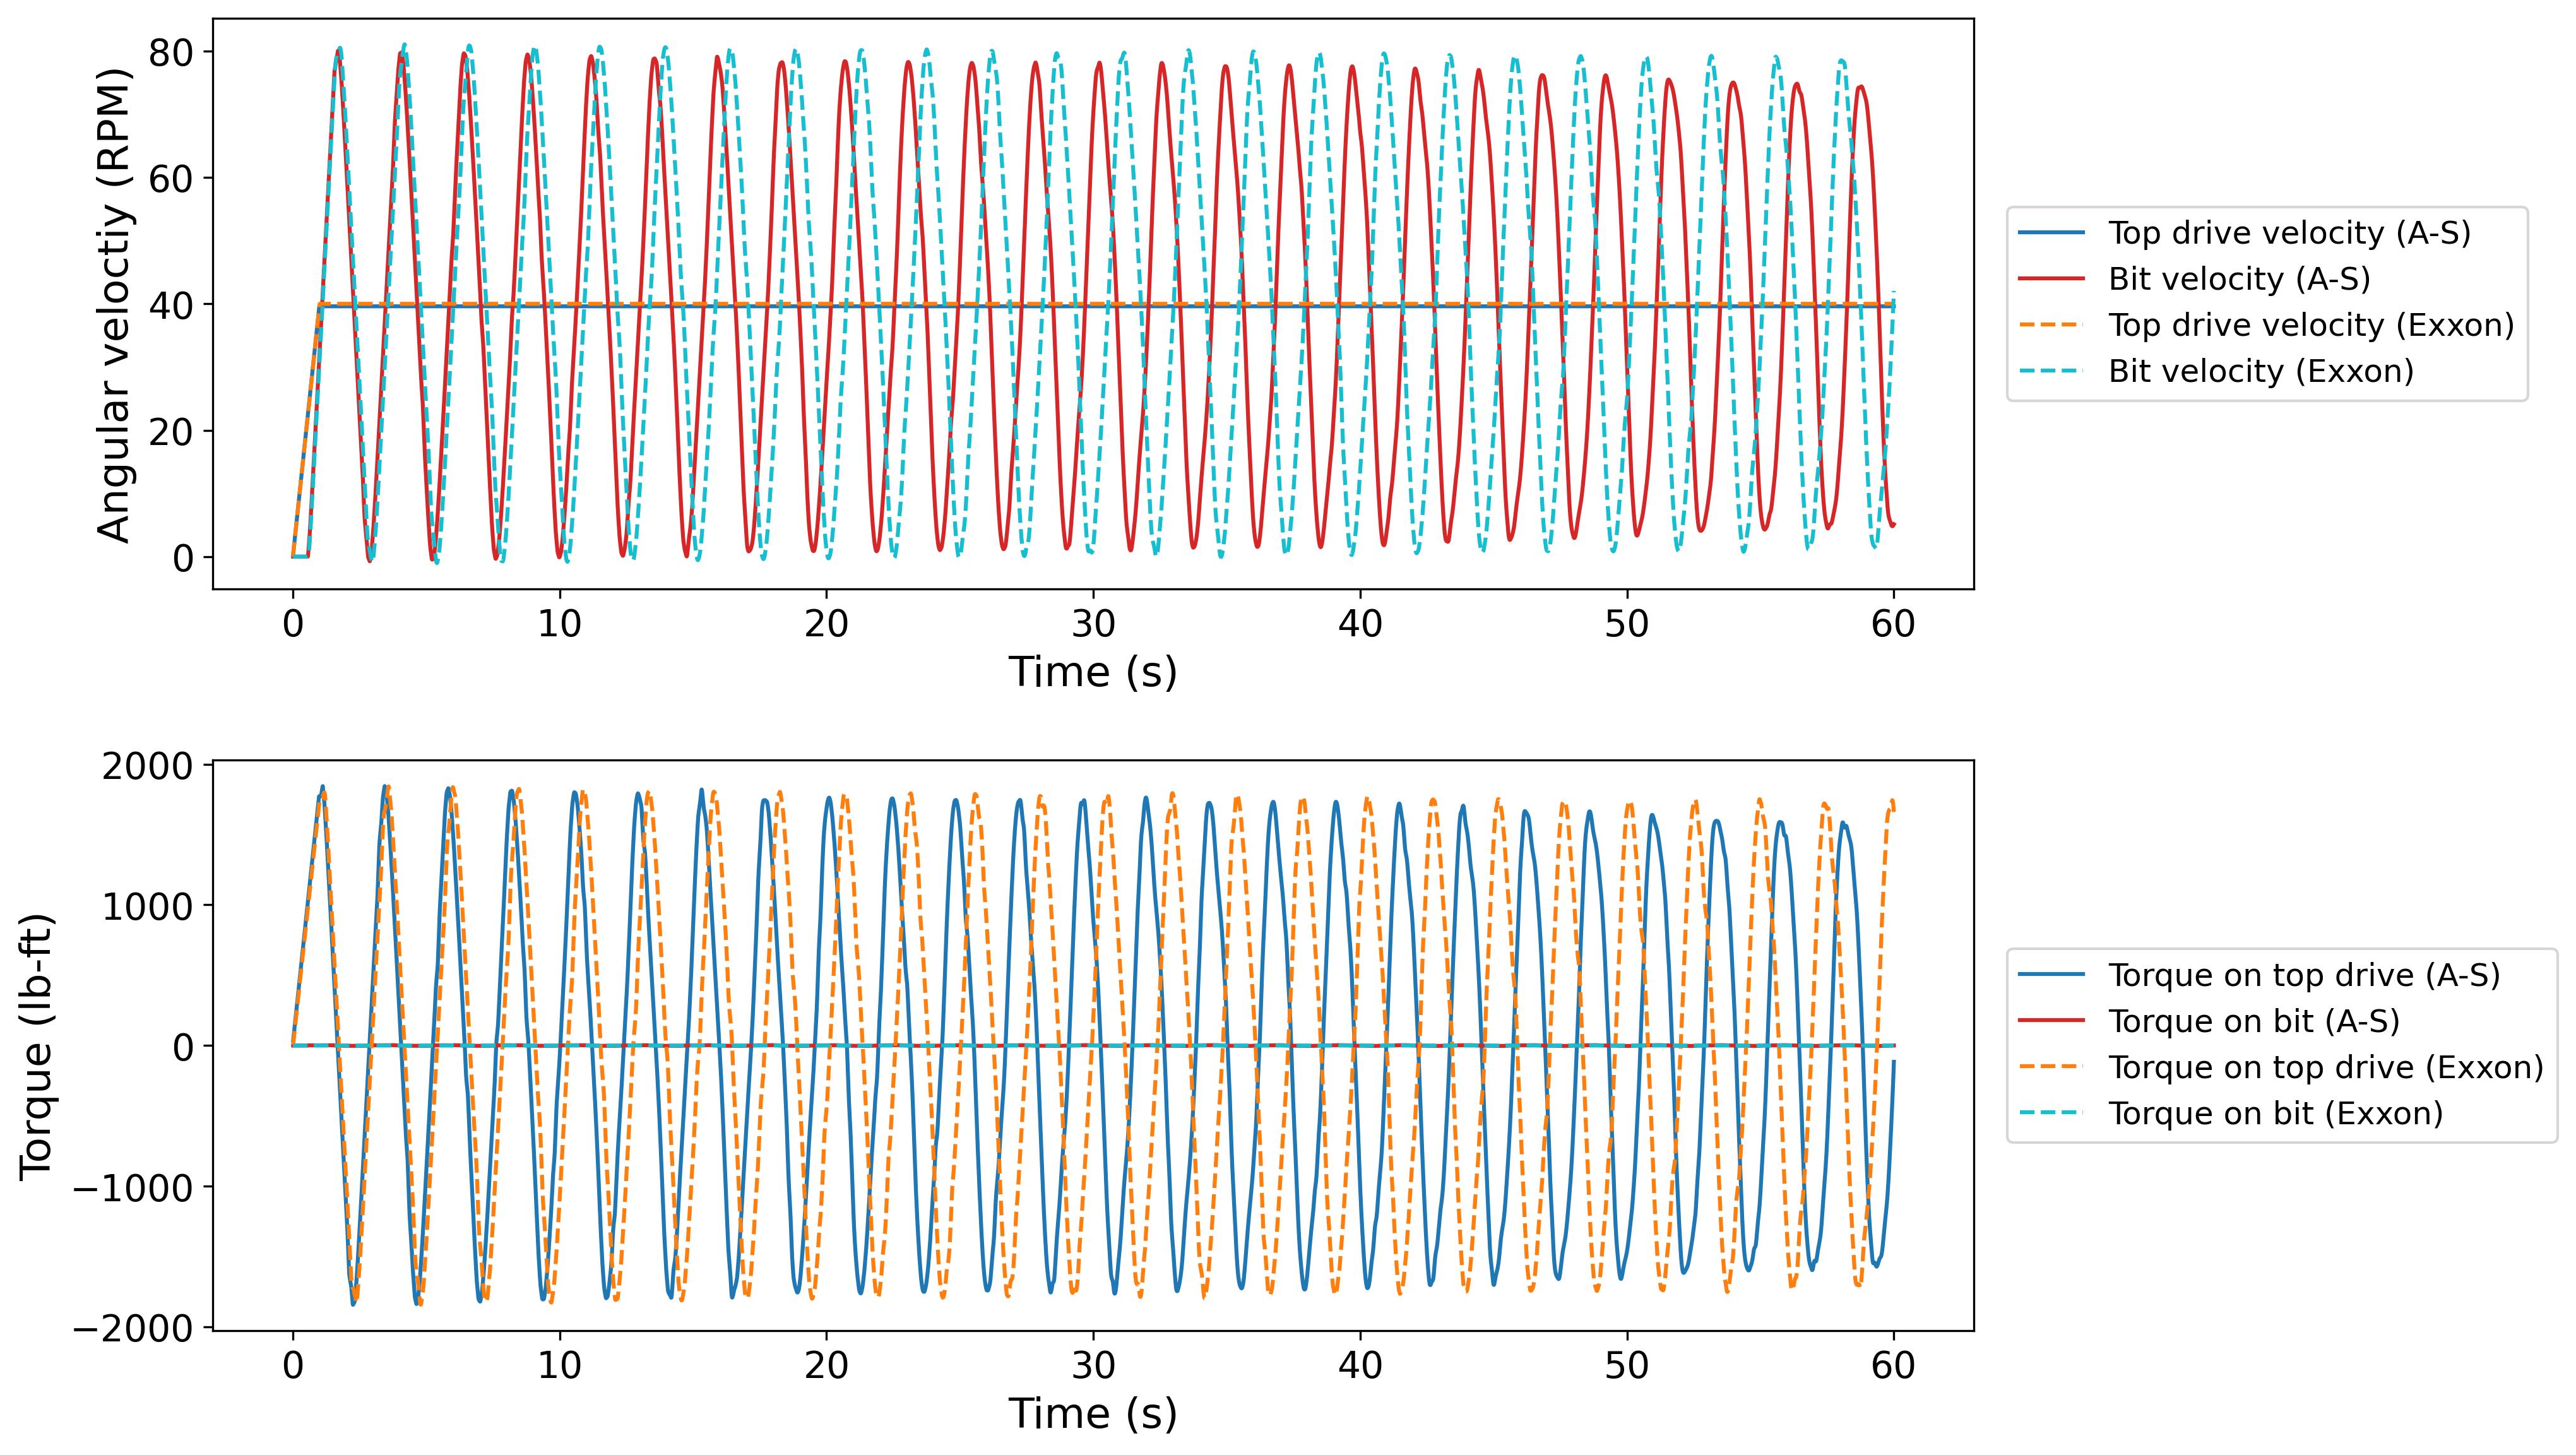 Angular veloctiy (RPM)
80
60
40
20
0
0 10 20 30 40 50 60
Time (s)
Top drive velocity (A-S)
Bit velocity (A-S)
Top drive velocity (Exxon)
Bit velocity (Exxon)
Torque (lb-ft)
2000
1000
0
−1000
−2000
0 10 20 30 40 50 60
Time (s)
Torque on top drive (A-S)
Torque on bit (A-S)
Torque on top drive (Exxon)
Torque on bit (Exxon)